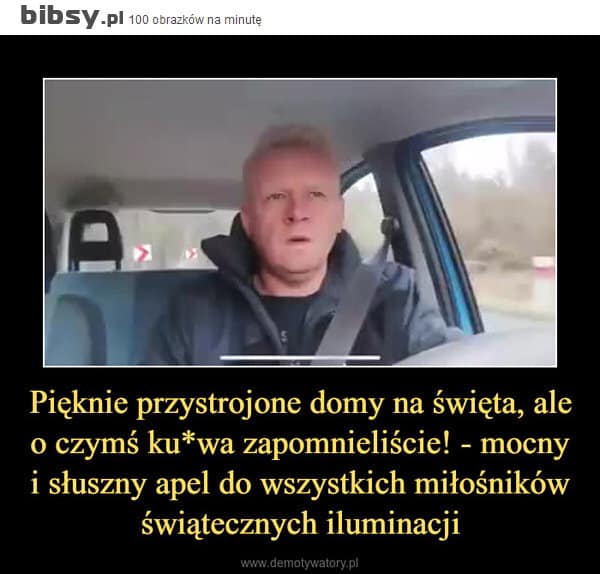 bibsy.pl 100 obrazków na minutę
Pięknie przystrojone domy na święta, ale
o czymś ku*wa zapomnieliście! - mocny
i słuszny apel do wszystkich miłośników
świątecznych iluminacji
www.demotywatory.pl